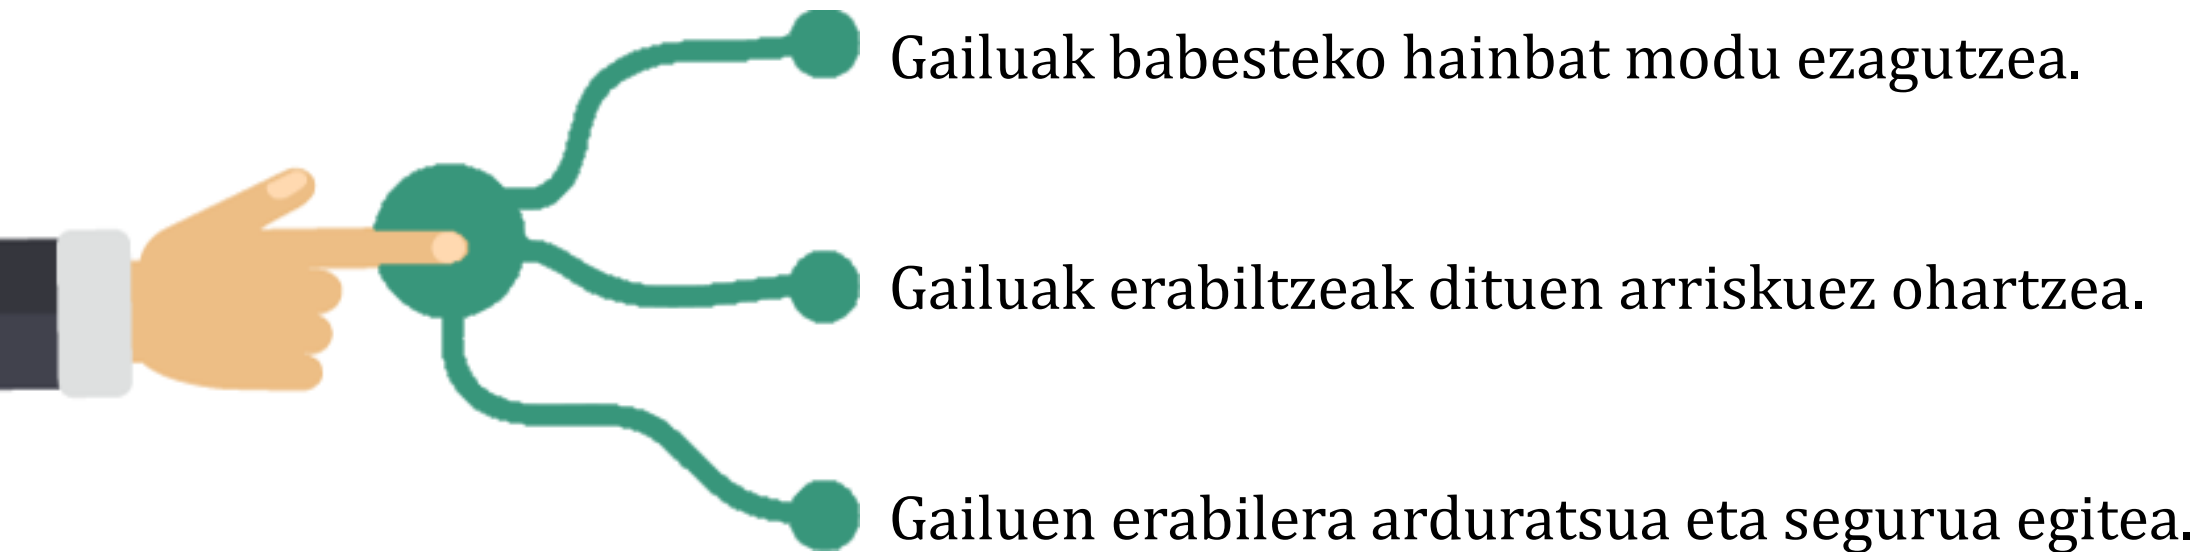 Gailuak babesteko hainbat modu ezagutzea.
Gailuak erabiltzeak dituen arriskuez ohartzea.
Gailuen erabilera arduratsua eta segurua egitea.